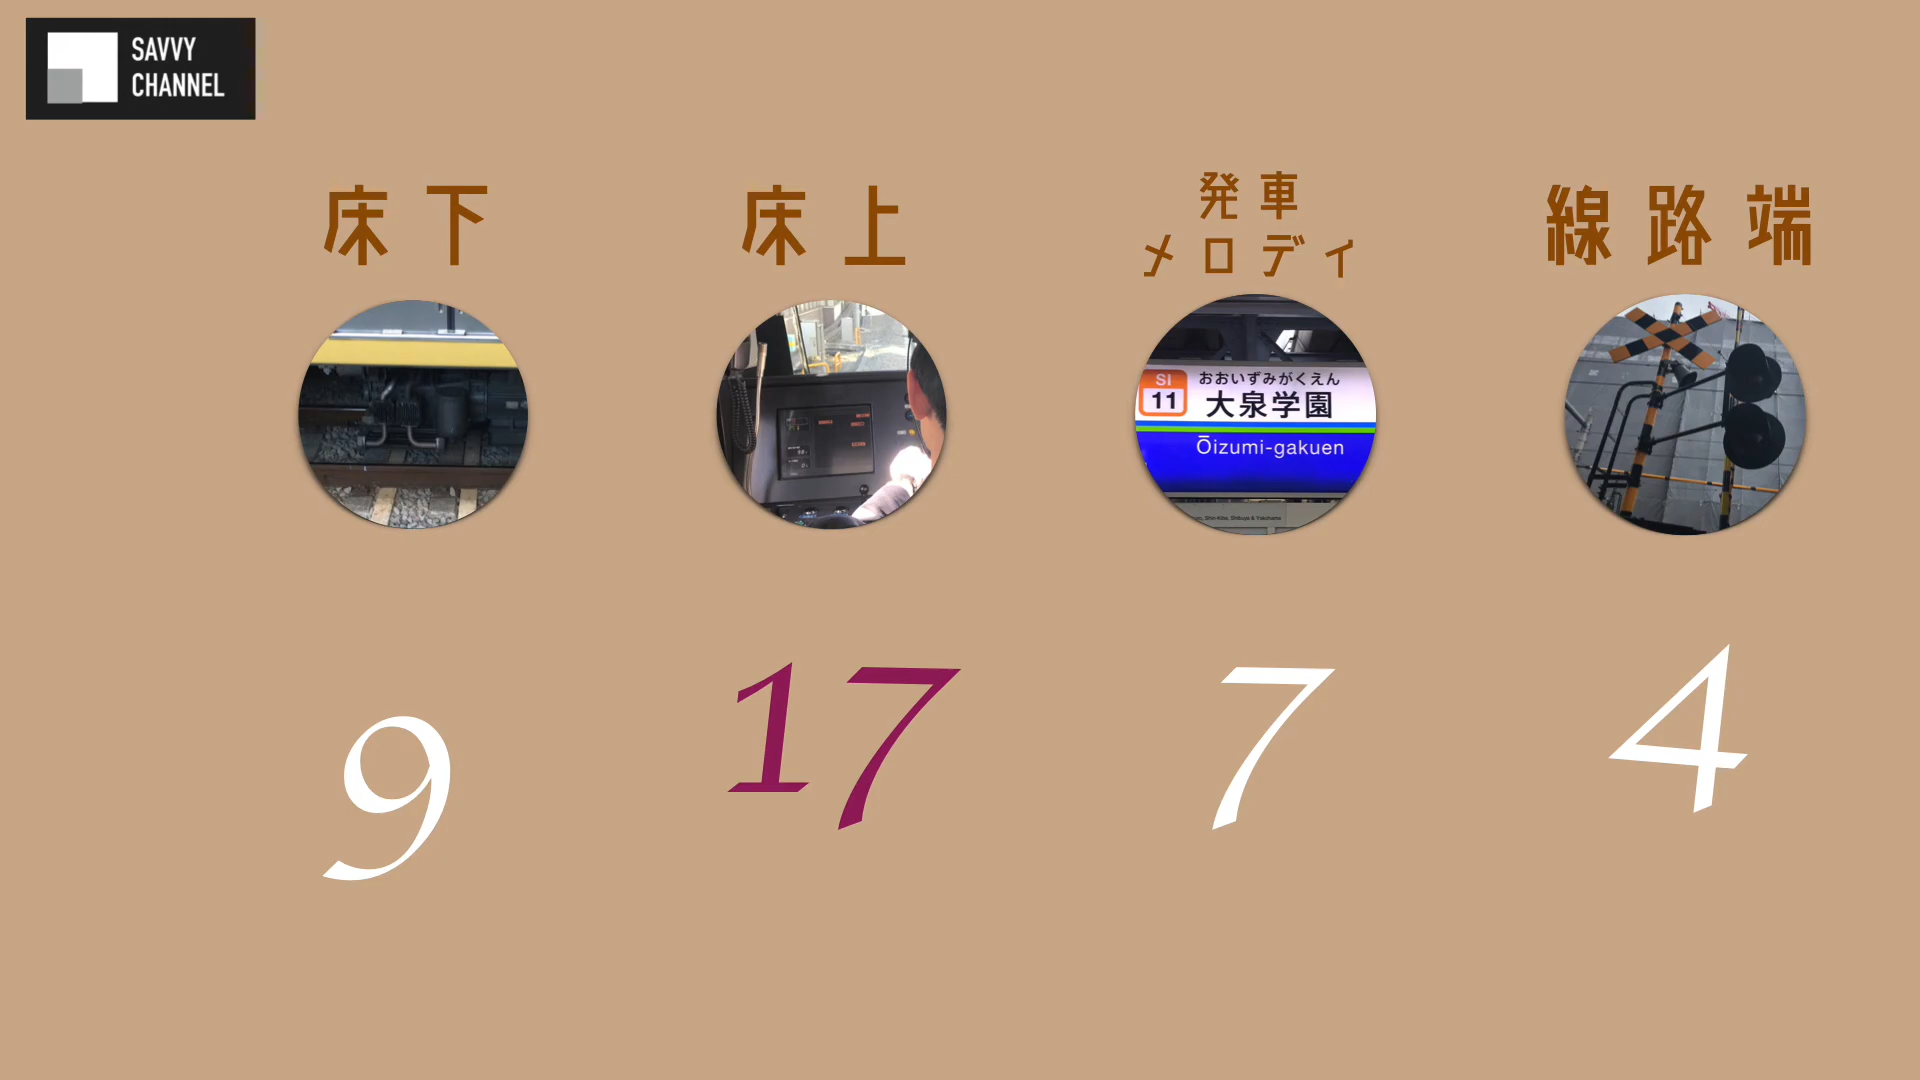 SAVVY
CHANNEL
床下
床上
発車
メロディ
線路端
SI
11
おおいずみがくえん
大泉学園
Ōizumi-gakuen
9
17
7
4